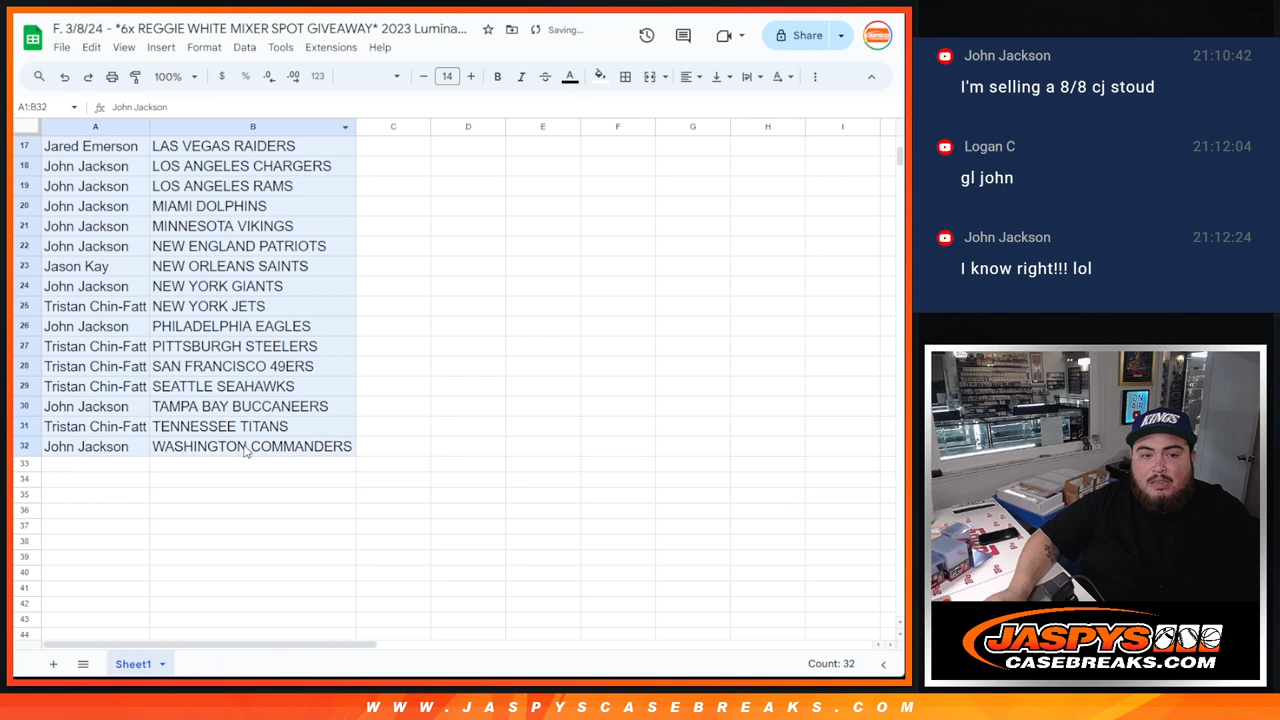 F. 3/8/24 - *6x REGGIE WHITE MIXER SPOT GIVEAWAY* 2023 Lumina... Saving...
File Edit View Insert Format Data Tools Extensions Help
Share
100% $ % .0 .00 123 14 B I A
A1:B32 fx John Jackson
A B C D E F G H I
17 Jared Emerson LAS VEGAS RAIDERS
18 John Jackson LOS ANGELES CHARGERS
19 John Jackson LOS ANGELES RAMS
20 John Jackson MIAMI DOLPHINS
21 John Jackson MINNESOTA VIKINGS
22 John Jackson NEW ENGLAND PATRIOTS
23 Jason Kay NEW ORLEANS SAINTS
24 John Jackson NEW YORK GIANTS
25 Tristan Chin-Fatt NEW YORK JETS
26 John Jackson PHILADELPHIA EAGLES
27 Tristan Chin-Fatt PITTSBURGH STEELERS
28 Tristan Chin-Fatt SAN FRANCISCO 49ERS
29 Tristan Chin-Fatt SEATTLE SEAHAWKS
30 John Jackson TAMPA BAY BUCCANEERS
31 Tristan Chin-Fatt TENNESSEE TITANS
32 John Jackson WASHINGTON COMMANDERS
33
34
35
36
37
38
39
40
41
42
43
44
Sheet1 Count: 32
John Jackson 21:10:42
I'm selling a 8/8 cj stoud
Logan C 21:12:04
gl john
John Jackson 21:12:24
I know right!!! lol
ON AIR
KINGS
JASPYS
CASEBREAKS.COM
WWW.JASPYSCASEBREAKS.COM